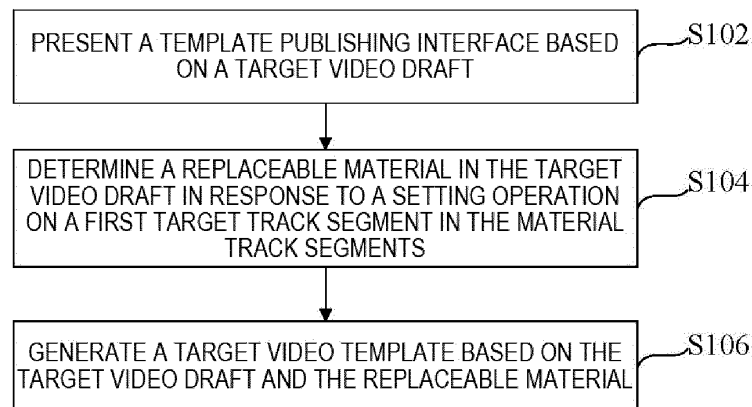 PRESENT A TEMPLATE PUBLISHING INTERFACE BASED
ON A TARGET VIDEO DRAFT
S102
DETERMINE A REPLACEABLE MATERIAL IN THE TARGET
VIDEO DRAFT IN RESPONSE TO A SETTING OPERATION
ON A FIRST TARGET TRACK SEGMENT IN THE MATERIAL
TRACK SEGMENTS
S104
GENERATE A TARGET VIDEO TEMPLATE BASED ON THE
TARGET VIDEO DRAFT AND THE REPLACEABLE MATERIAL
S106